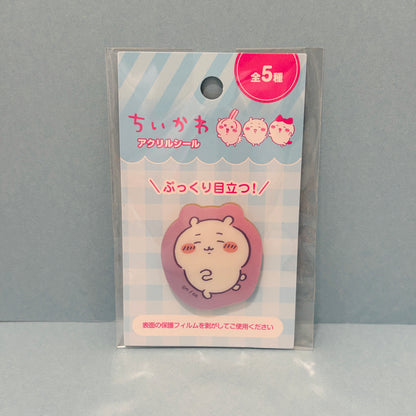 全5種
ちいかわ
アクリルシール
ぷっくり目立つ!
表面の保護フィルムを剥がしてご使用ください